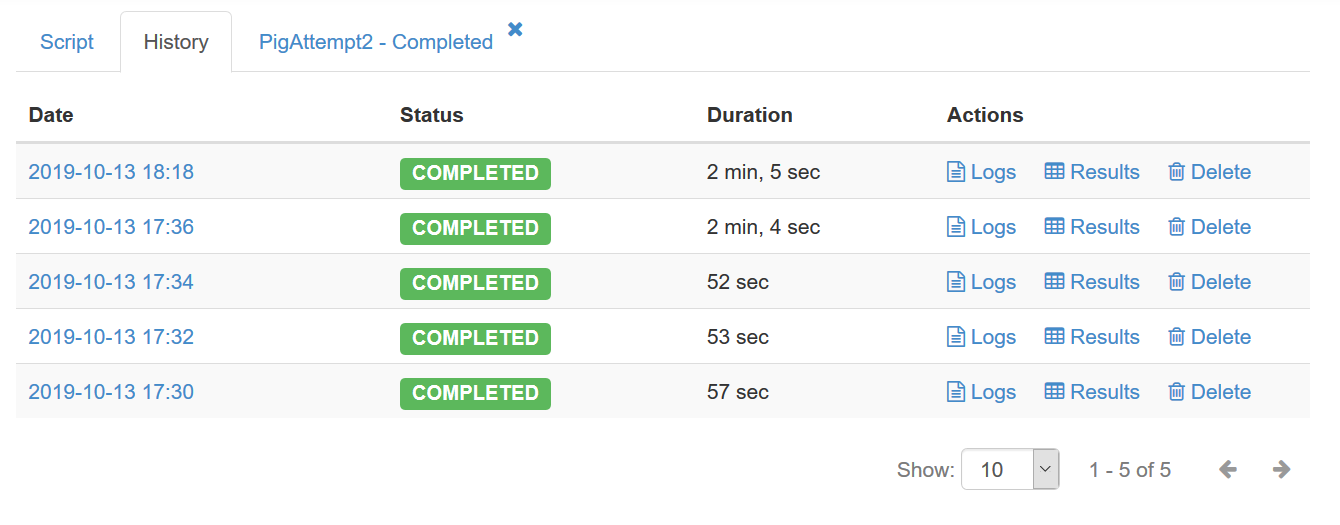 Script History PigAttempt2 - Completed
Date Status Duration Actions
2019-10-13 18:18 COMPLETED 2 min, 5 sec Logs Results Delete
2019-10-13 17:36 COMPLETED 2 min, 4 sec Logs Results Delete
2019-10-13 17:34 COMPLETED 52 sec Logs Results Delete
2019-10-13 17:32 COMPLETED 53 sec Logs Results Delete
2019-10-13 17:30 COMPLETED 57 sec Logs Results Delete
Show: 10 1 - 5 of 5